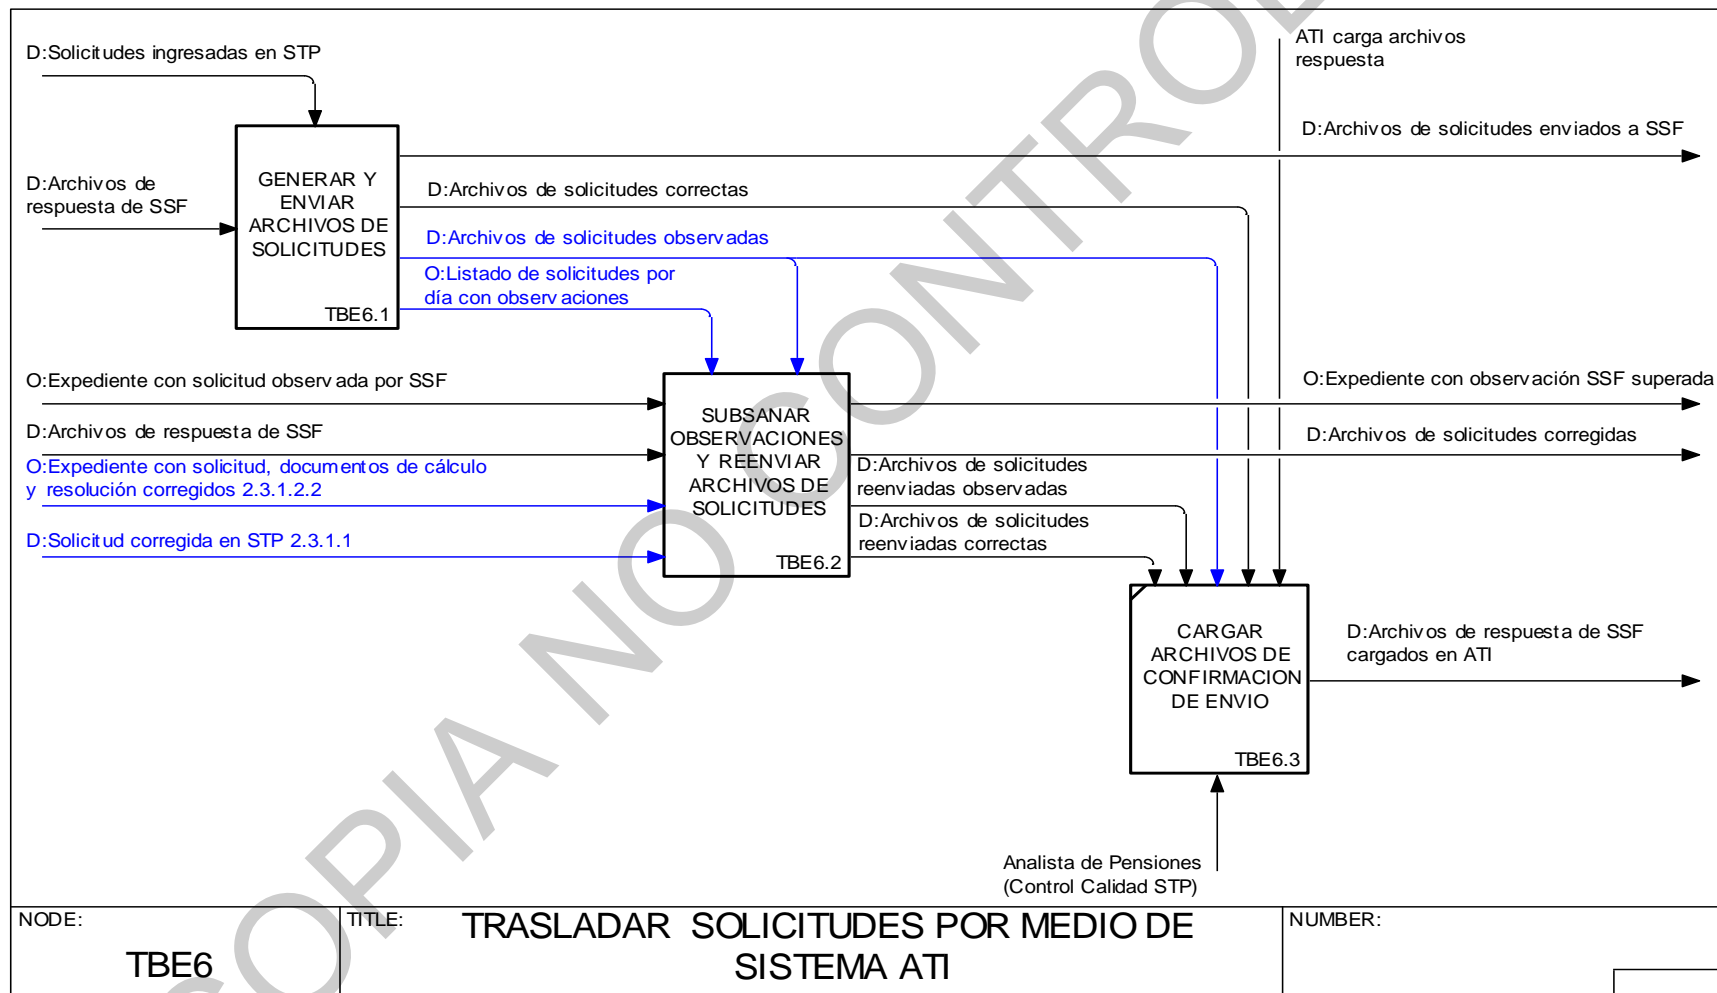 D:Solicitudes ingresadas en STP
ATI carga archivos
respuesta
D:Archivos de solicitudes enviados a SSF
D:Archivos de
respuesta de SSF
GENERAR Y
ENVIAR
ARCHIVOS DE
SOLICITUDES
TBE6.1
D:Archivos de solicitudes correctas
D:Archivos de solicitudes observadas
O:Listado de solicitudes por
día con observaciones
O:Expediente con solicitud observada por SSF
D:Archivos de respuesta de SSF
O:Expediente con solicitud, documentos de cálculo
y resolución corregidos 2.3.1.2.2
D:Solicitud corregida en STP 2.3.1.1
SUBSANAR
OBSERVACIONES
Y REENVIAR
ARCHIVOS DE
SOLICITUDES
TBE6.2
O:Expediente con observación SSF superada
D:Archivos de solicitudes corregidas
D:Archivos de solicitudes
reenviadas observadas
D:Archivos de solicitudes
reenviadas correctas
CARGAR
ARCHIVOS DE
CONFIRMACION
DE ENVIO
TBE6.3
D:Archivos de respuesta de SSF
cargados en ATI
Analista de Pensiones
(Control Calidad STP)
COPIA NO CONTROL
NODE:
TBE6
TITLE:
TRASLADAR SOLICITUDES POR MEDIO DE
SISTEMA ATI
NUMBER: